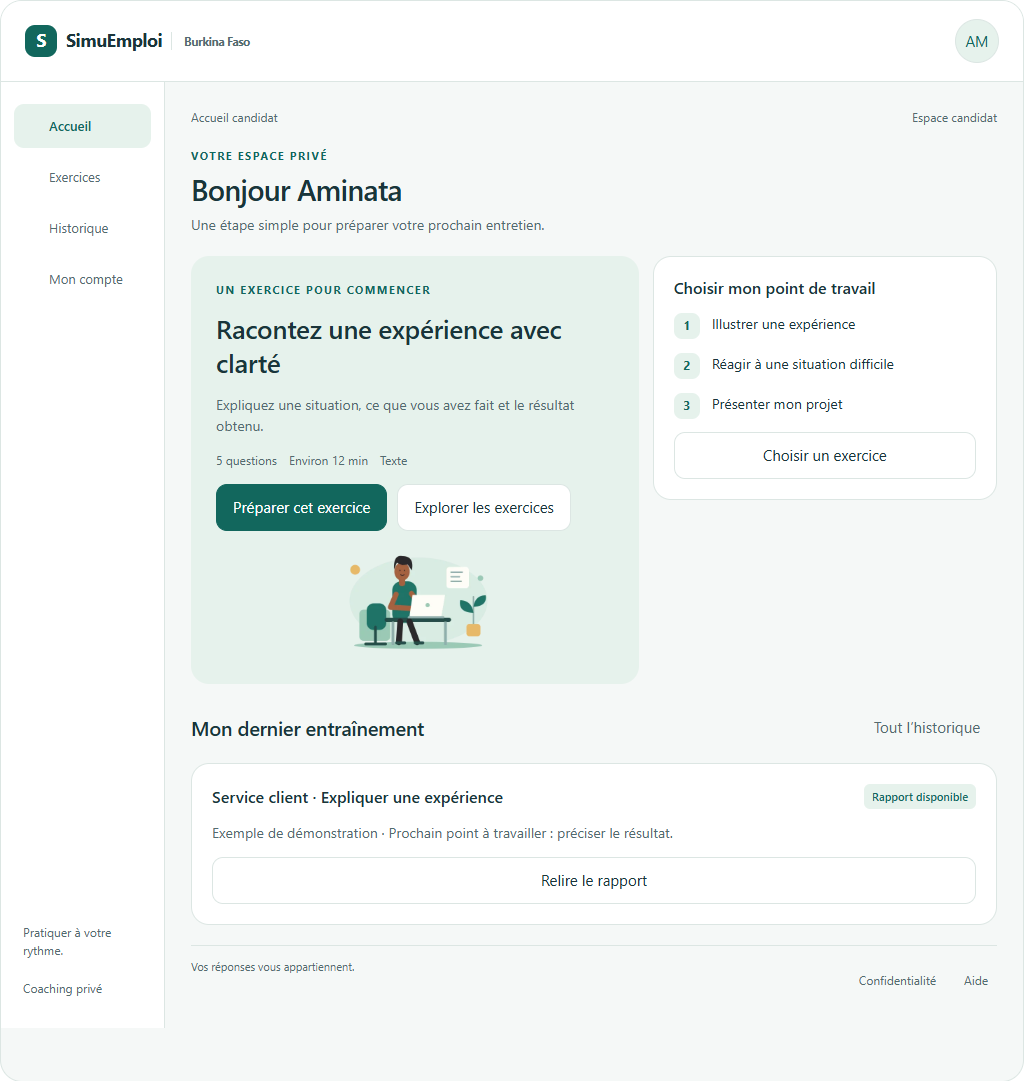 S SimuEmploi Burkina Faso AM
Accueil
Exercices
Historique
Mon compte
Pratiquer à votre
rythme.
Coaching privé
Accueil candidat Espace candidat
VOTRE ESPACE PRIVÉ
Bonjour Aminata
Une étape simple pour préparer votre prochain entretien.
UN EXERCICE POUR COMMENCER
Racontez une expérience avec
clarté
Expliquez une situation, ce que vous avez fait et le résultat
obtenu.
5 questions Environ 12 min Texte
Préparer cet exercice Explorer les exercices
Choisir mon point de travail
1 Illustrer une expérience
2 Réagir à une situation difficile
3 Présenter mon projet
Choisir un exercice
Mon dernier entraînement Tout l’historique
Service client · Expliquer une expérience Rapport disponible
Exemple de démonstration · Prochain point à travailler : préciser le résultat.
Relire le rapport
Vos réponses vous appartiennent.
Confidentialité Aide